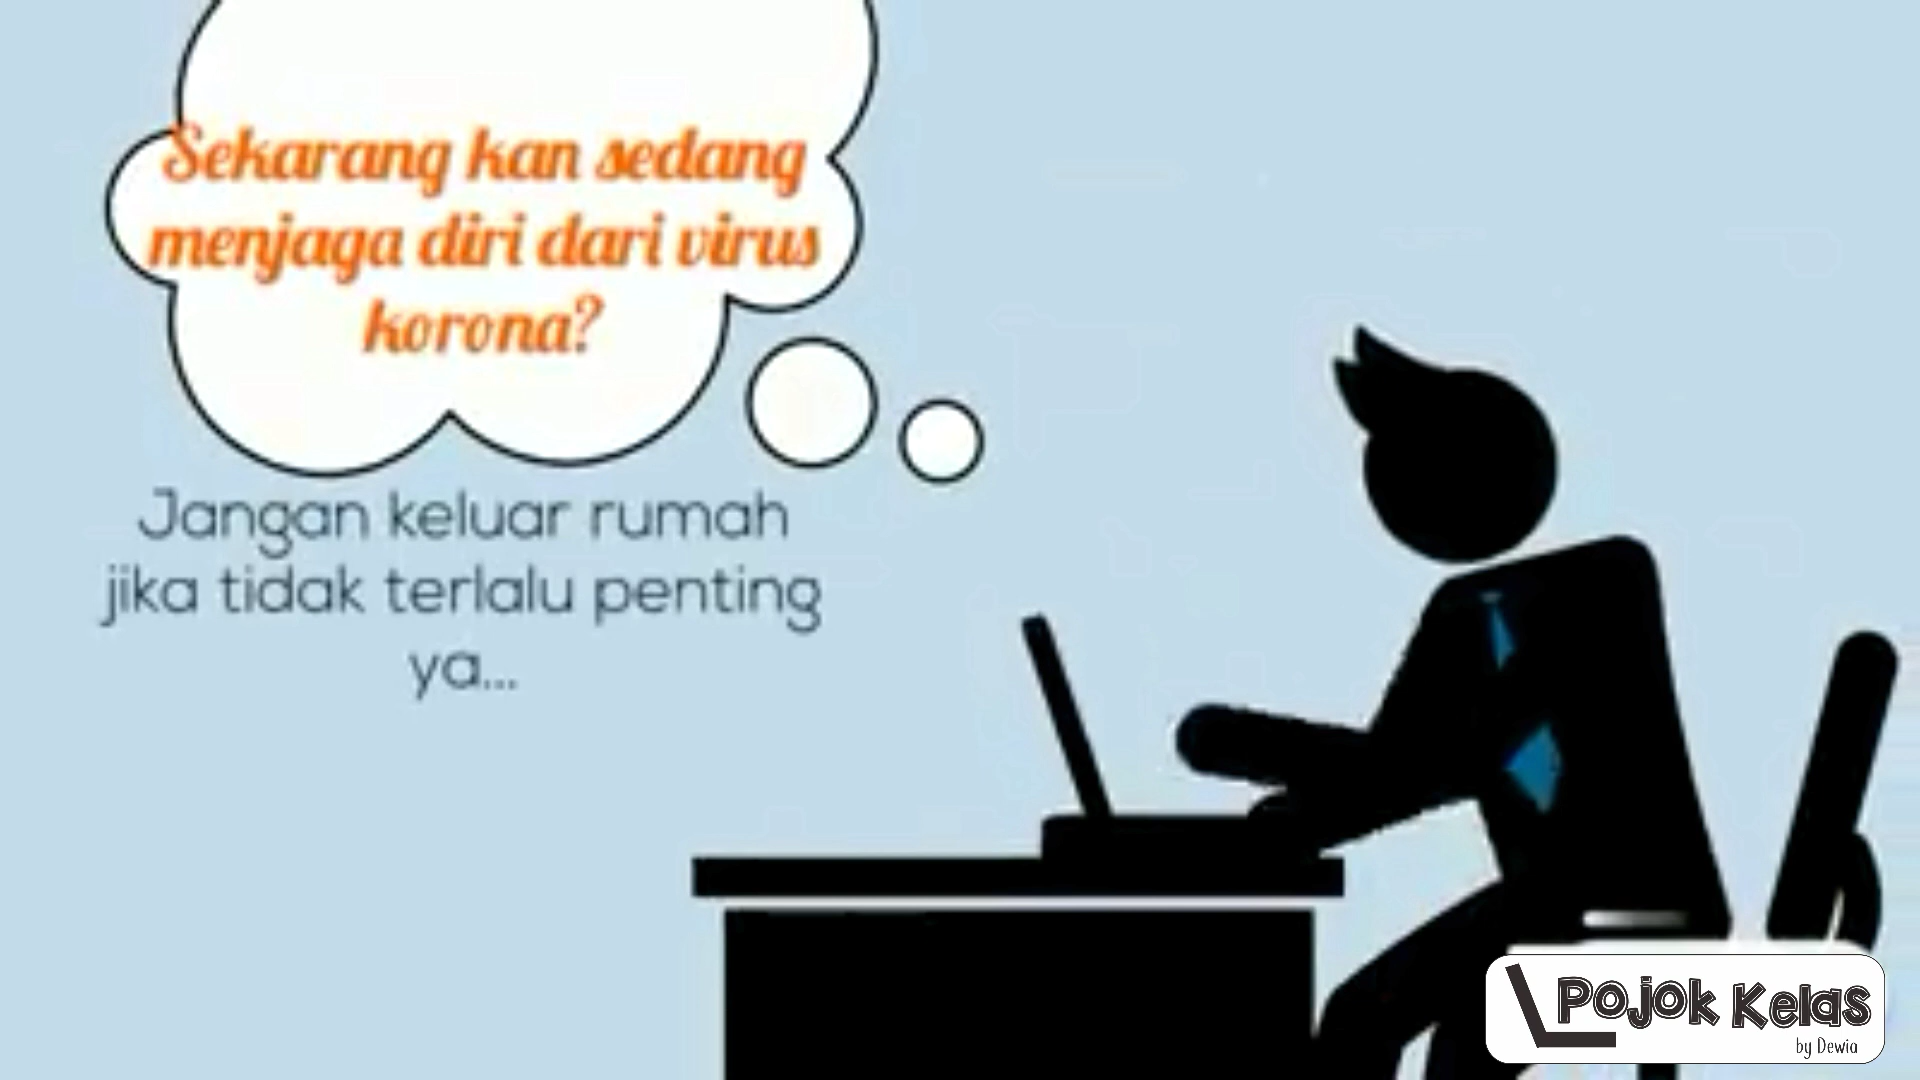 Sekarang kan sedang
menjaga diri dari virus
korona?
Jangan keluar rumah
jika tidak terlalu penting
ya...
Pojok Kelas
by Dewia